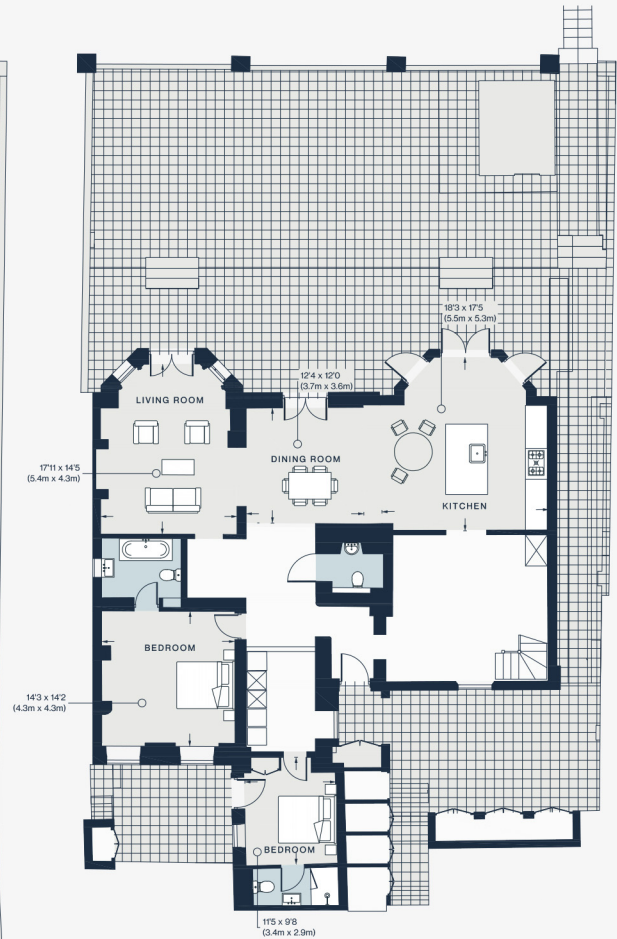 18'3 x 17'5
(5.5m x 5.3m)
12'4 x 12'0
(3.7m x 3.6m)
LIVING ROOM
DINING ROOM
17'11 x 14'5
(5.4m x 4.3m)
KITCHEN
BEDROOM
14'3 x 14'2
(4.3m x 4.3m)
BEDROOM
11'5 x 9'8
(3.4m x 2.9m)